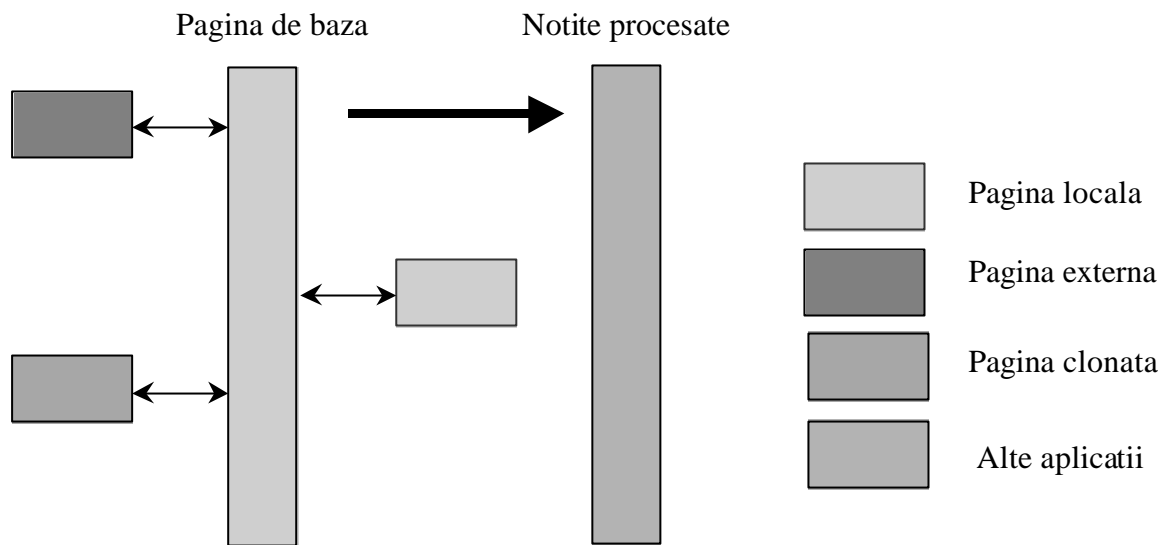 Pagina de baza
Notite procesate
Pagina locala
Pagina externa
Pagina clonata
Alte aplicatii